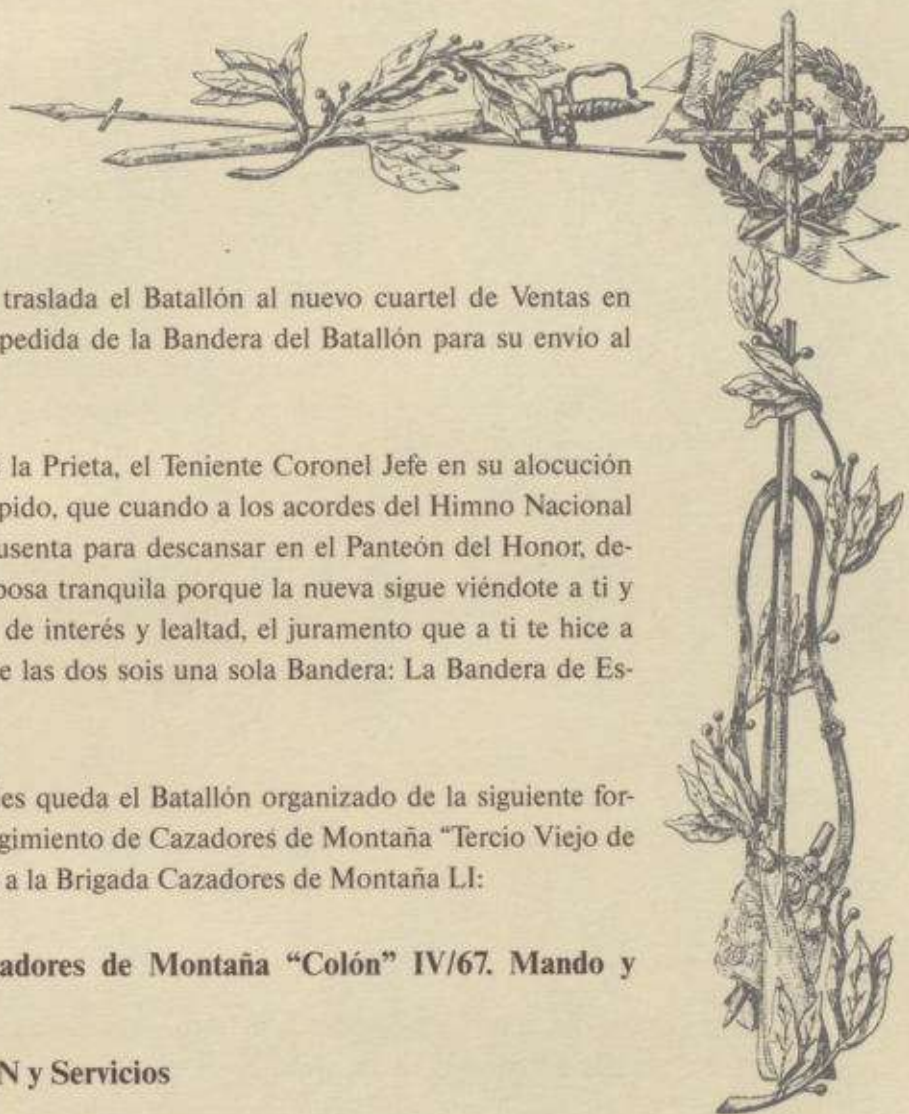 traslada el Batallón al nuevo cuartel de Ventas en
pedida de la Bandera del Batallón para su envío al
la Prieta, el Teniente Coronel Jefe en su alocución
pido, que cuando a los acordes del Himno Nacional
usenta para descansar en el Panteón del Honor, de-
posa tranquila porque la nueva sigue viéndote a ti y
de interés y lealtad, el juramento que a ti te hice a
e las dos sois una sola Bandera: La Bandera de Es-
es queda el Batallón organizado de la siguiente for-
gimiento de Cazadores de Montaña “Tercio Viejo de
a la Brigada Cazadores de Montaña LI:
adores de Montaña “Colón” IV/67. Mando y
N y Servicios